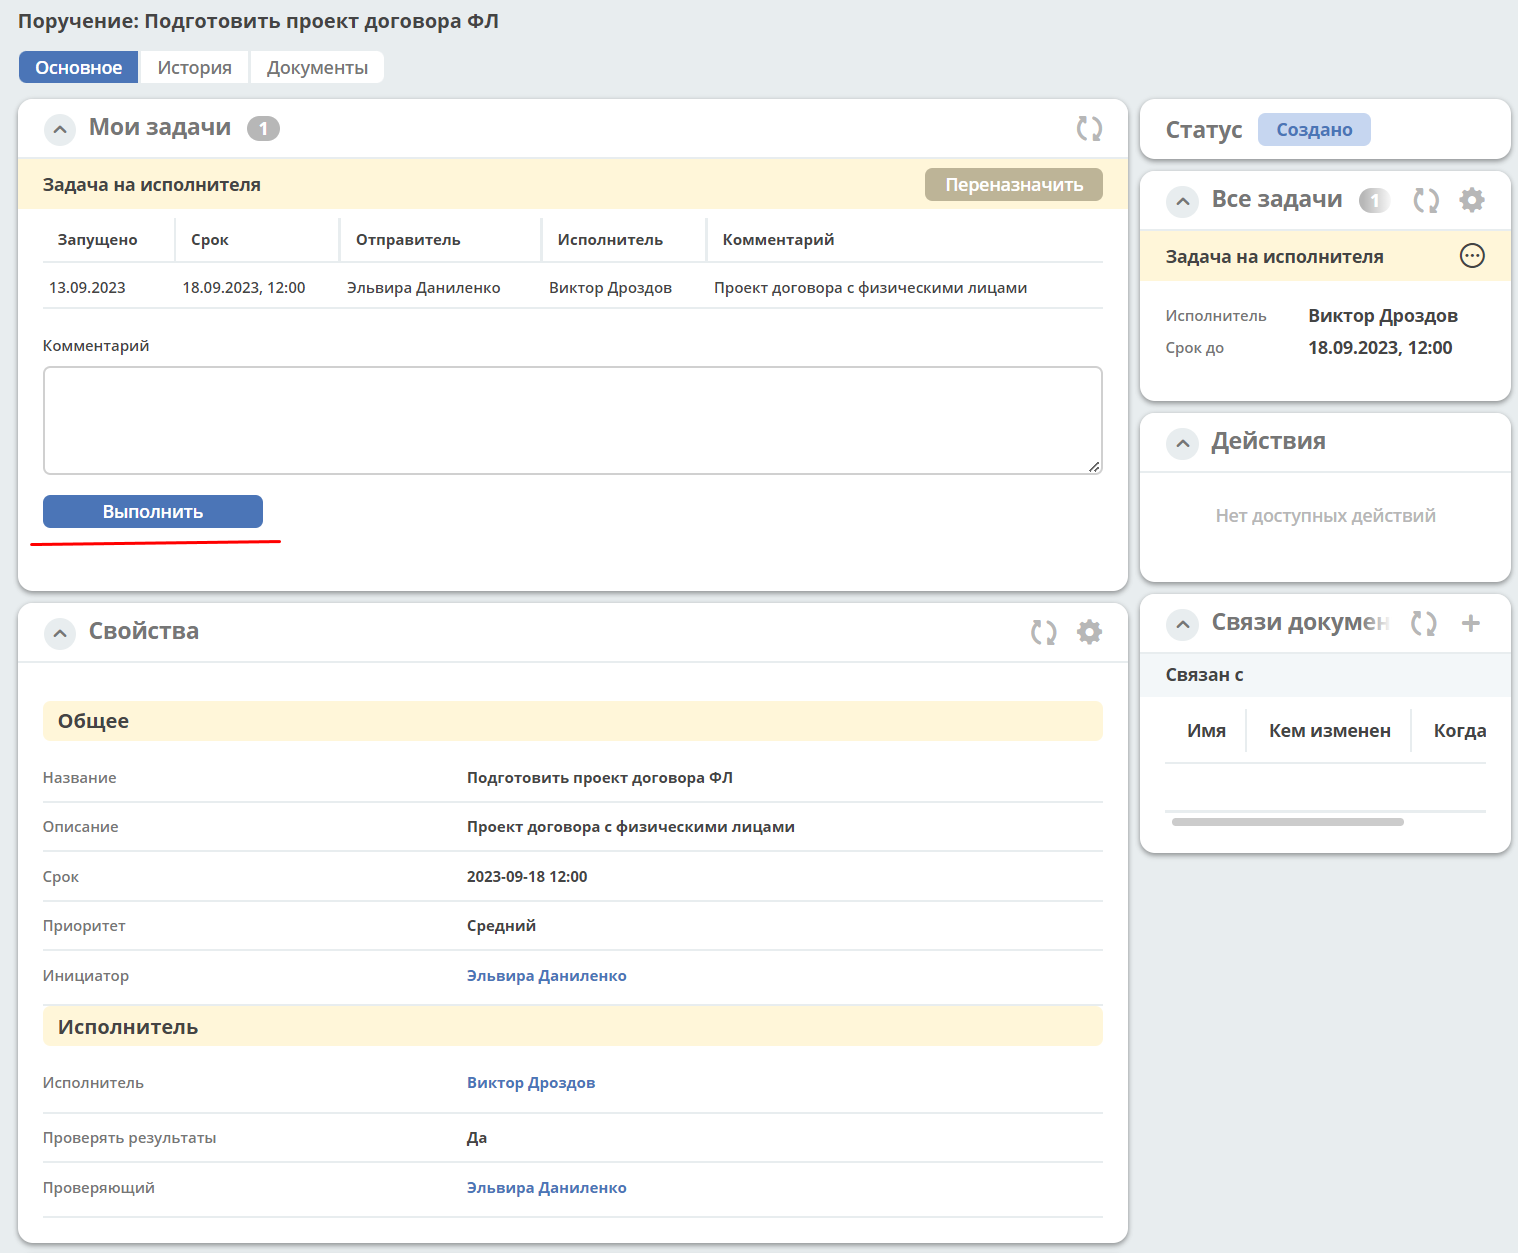 Поручение: Подготовить проект договора ФЛ
Основное История Документы
Мои задачи 1
Задача на исполнителя Переназначить
Запущено Срок Отправитель Исполнитель Комментарий
13.09.2023 18.09.2023, 12:00 Эльвира Даниленко Виктор Дроздов Проект договора с физическими лицами
Комментарий
Выполнить
Свойства
Общее
Название Подготовить проект договора ФЛ
Описание Проект договора с физическими лицами
Срок 2023-09-18 12:00
Приоритет Средний
Инициатор Эльвира Даниленко
Исполнитель
Исполнитель Виктор Дроздов
Проверять результаты Да
Проверяющий Эльвира Даниленко
Статус Создано
Все задачи 1
Задача на исполнителя
Исполнитель Виктор Дроздов
Срок до 18.09.2023, 12:00
Действия
Нет доступных действий
Связи докумен
Связан с
Имя Кем изменен Когда